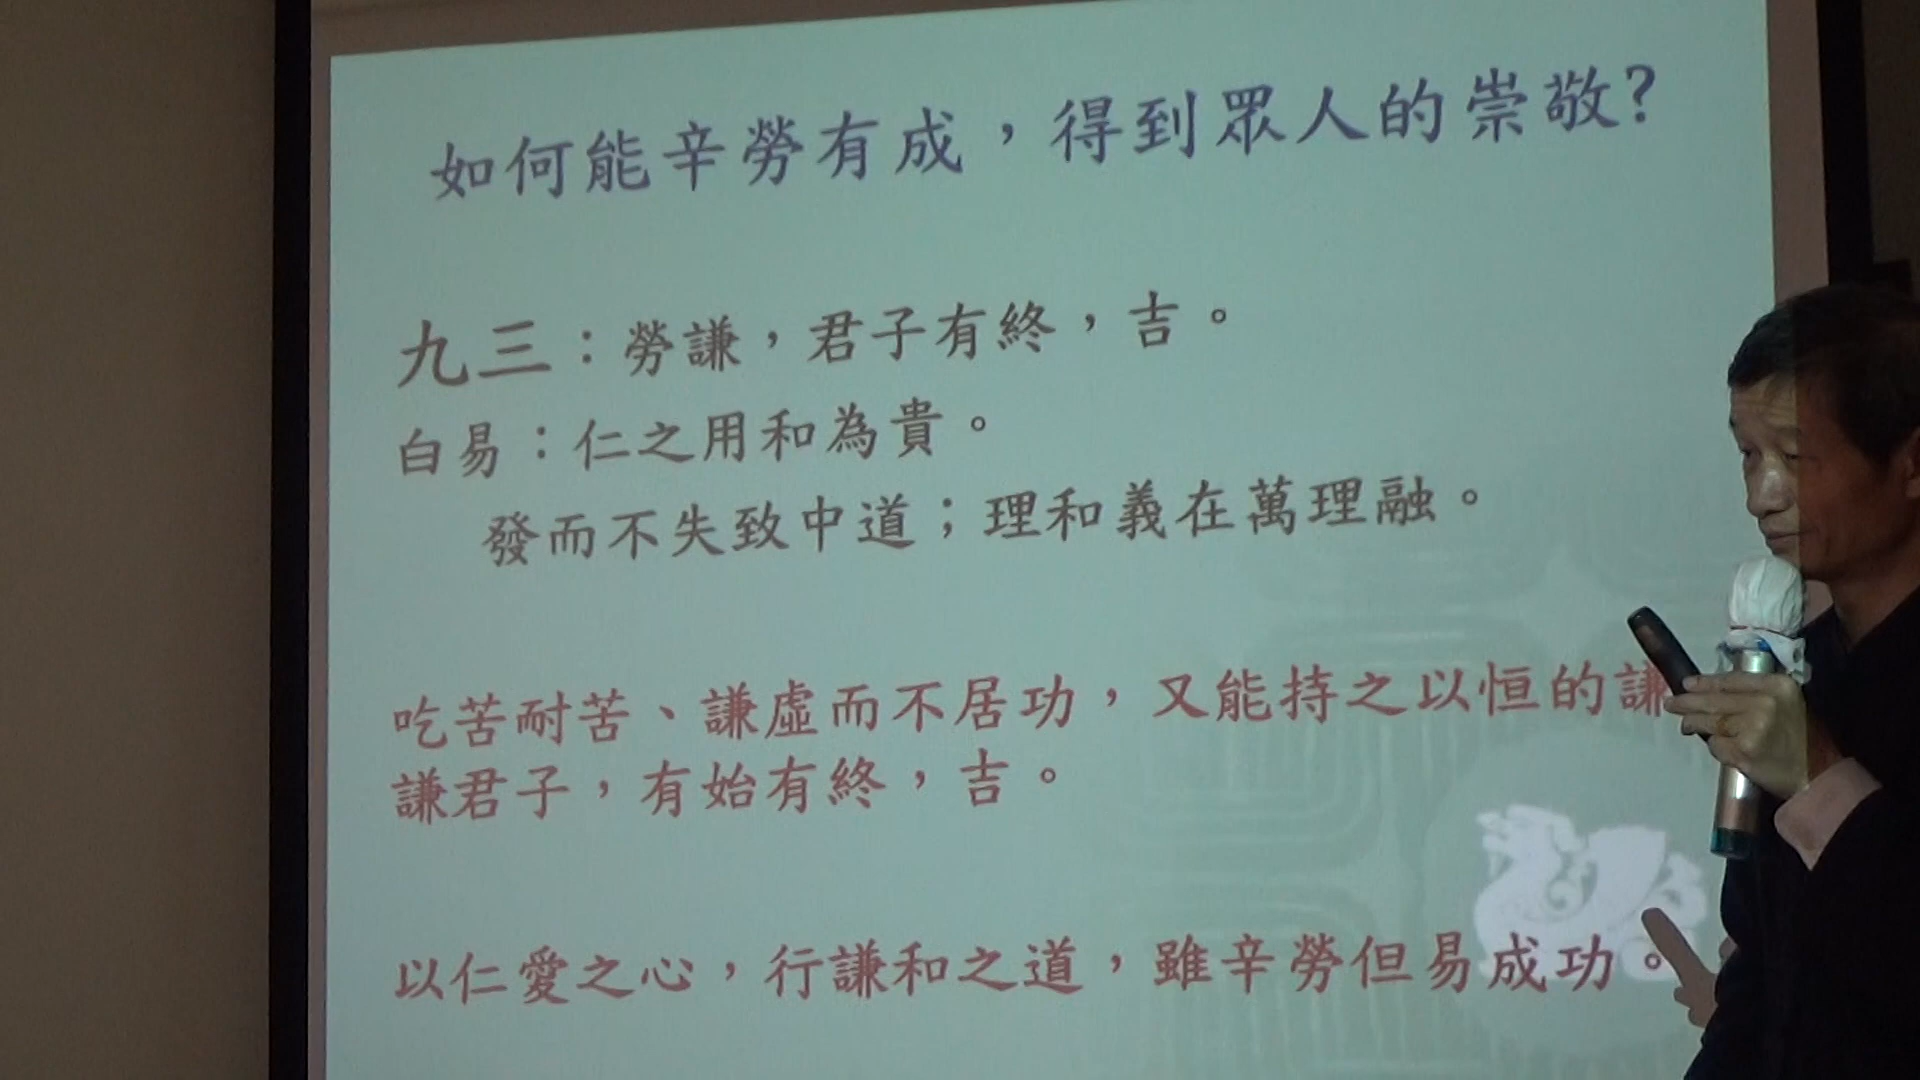 如何能辛勞有成，得到眾人的崇敬?
九三：勞謙，君子有終，吉。
白易：仁之用和為貴。
發而不失致中道；理和義在萬理融。
吃苦耐苦、謙虛而不居功，又能持之以恒的謙
謙君子，有始有終，吉。
以仁愛之心，行謙和之道，雖辛勞但易成功。